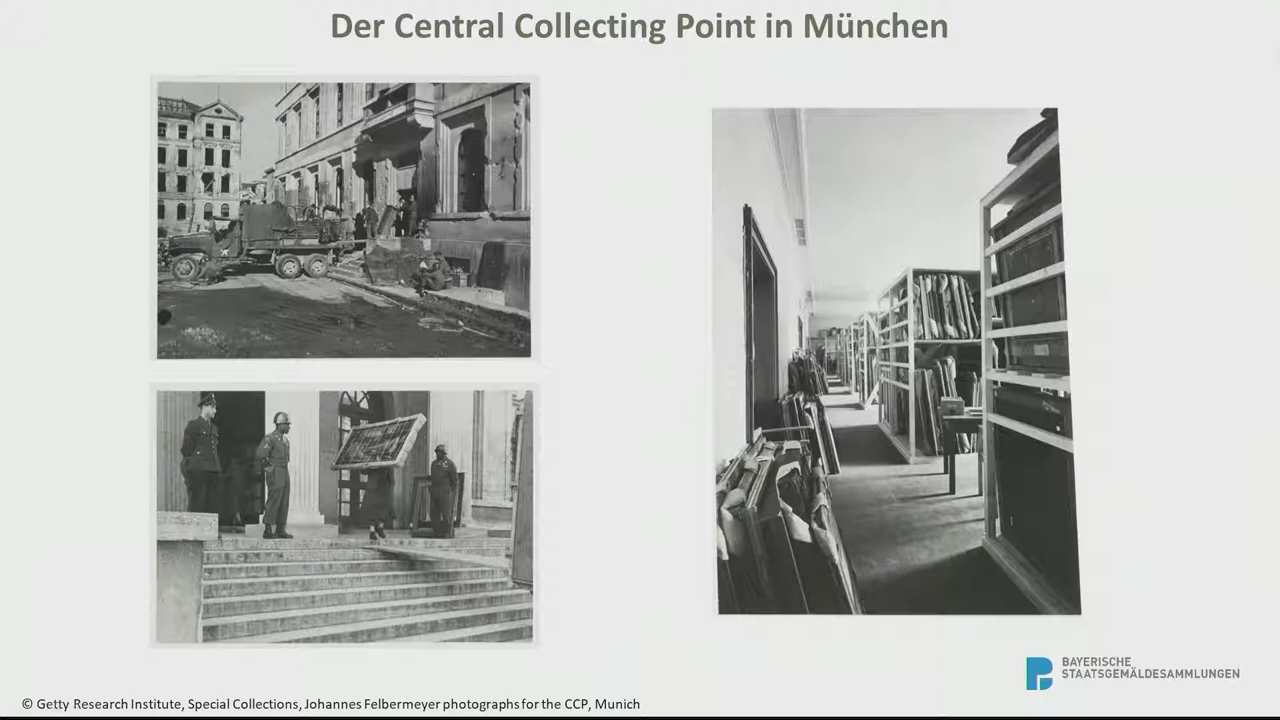 Der Central Collecting Point in München
BAYERISCHE
STAATSGEMÄLDESAMMLUNGEN
© Getty Research Institute, Special Collections, Johannes Felbermeyer photographs for the CCP, Munich